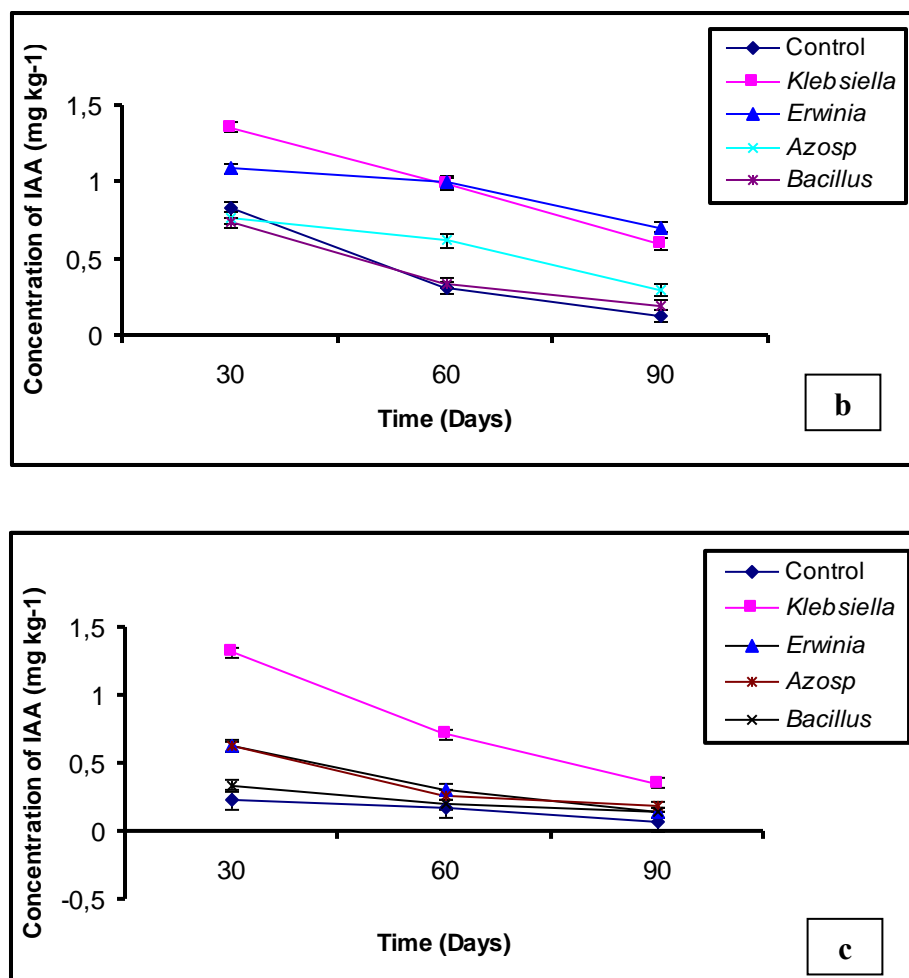 Concentration of IAA (mg kg-1)
1,5
1
0,5
0
30 60 90
Time (Days)
Control
Klebsiella
Erwinia
Azosp
Bacillus
b
Concentration of IAA (mg kg-1)
1,5
1
0,5
0
-0,5
30 60 90
Time (Days)
Control
Klebsiella
Erwinia
Azosp
Bacillus
c